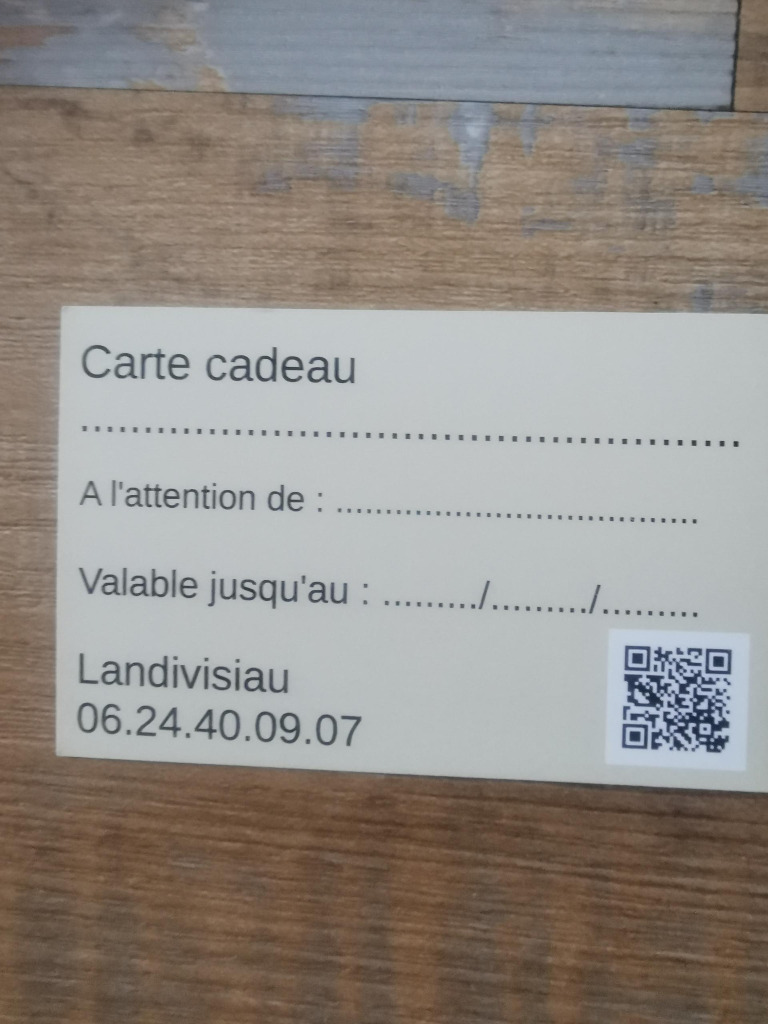 Carte cadeau
..........................................................
A l'attention de : ........................................
Valable jusqu'au : ........./........./.........
Landivisiau
06.24.40.09.07